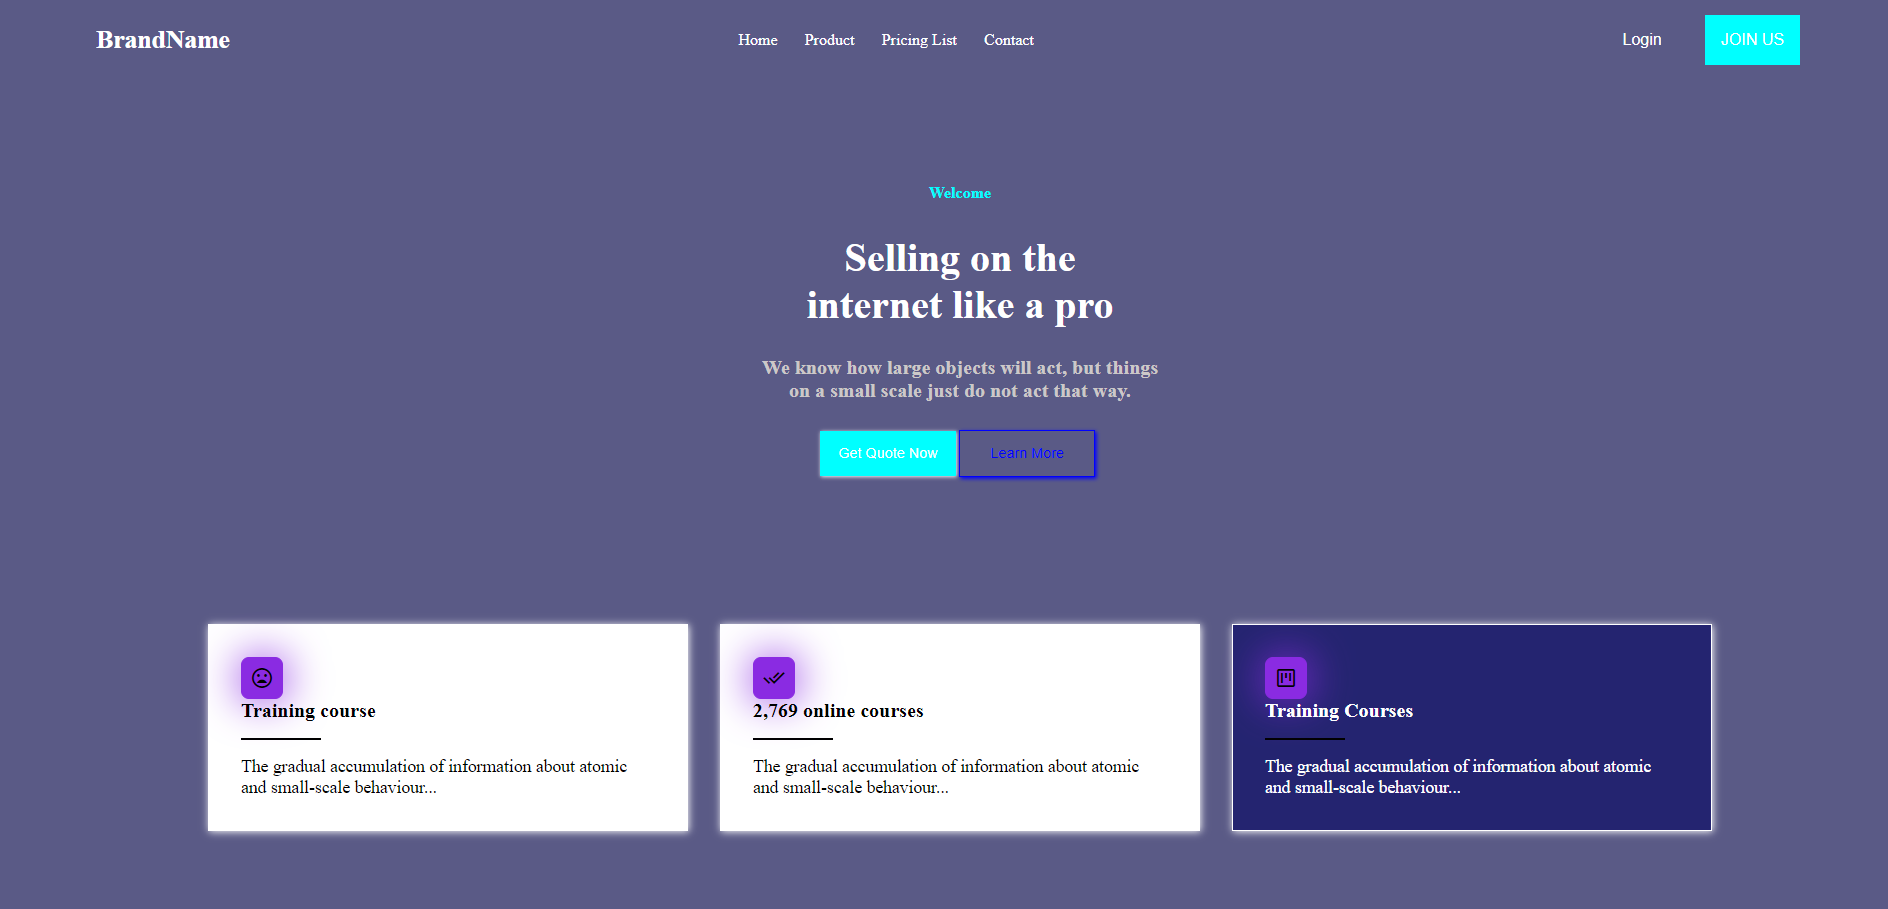 BrandName
Home
Product
Pricing List
Contact
Login
JOIN US
Welcome
Selling on the
internet like a pro
We know how large objects will act, but things
on a small scale just do not act that way.
Get Quote Now
Learn More
Training course
The gradual accumulation of information about atomic
and small-scale behaviour...
2,769 online courses
The gradual accumulation of information about atomic
and small-scale behaviour...
Training Courses
The gradual accumulation of information about atomic
and small-scale behaviour...